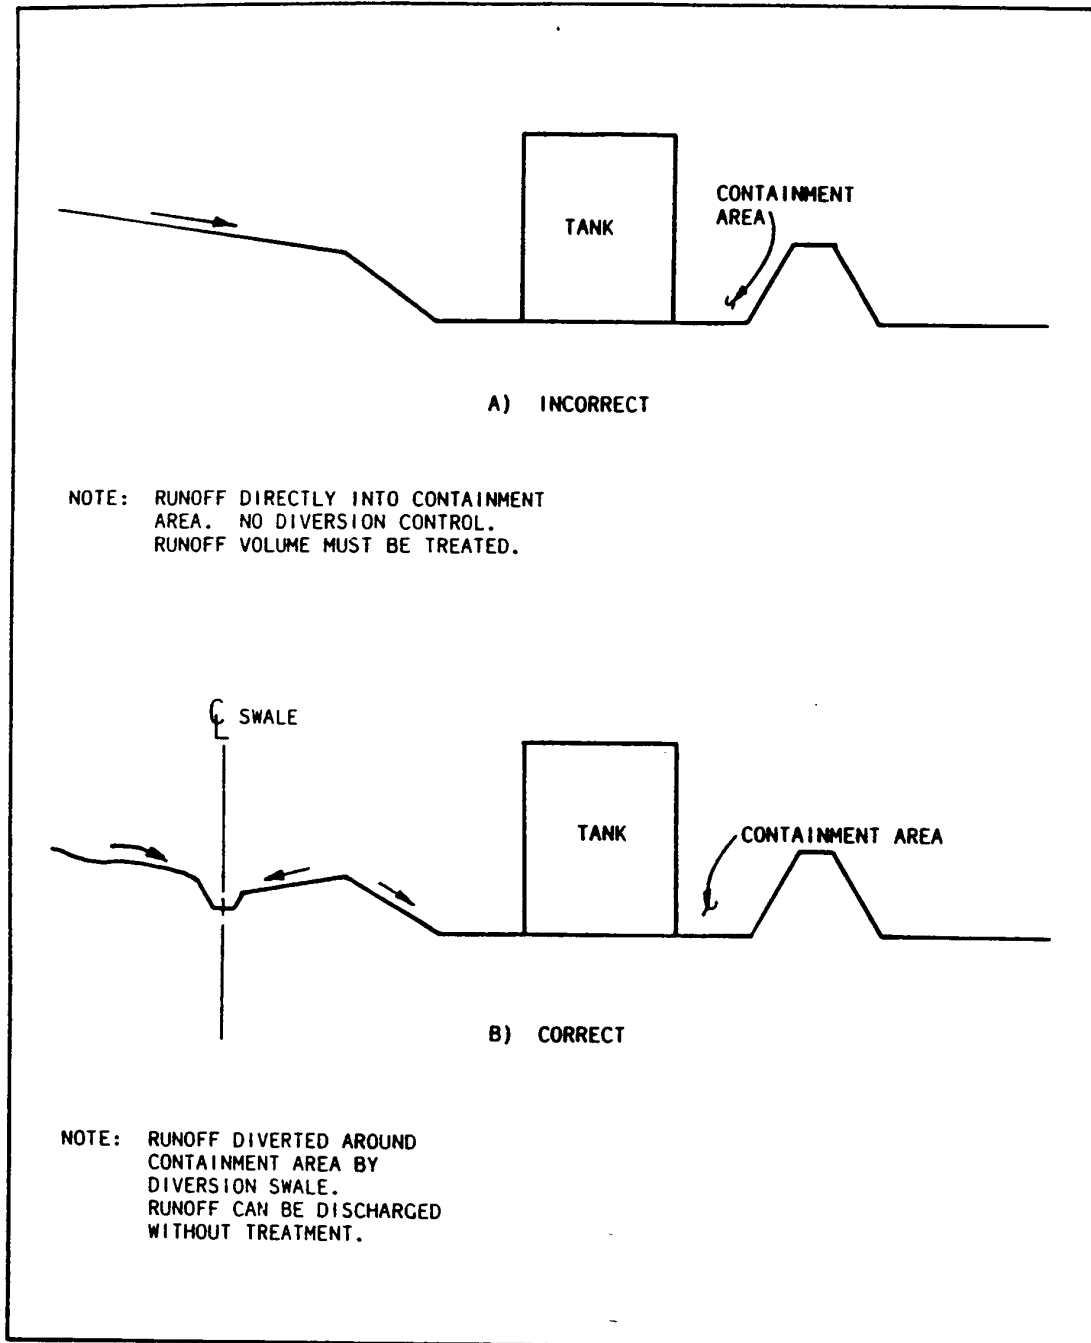 CONTAINMENT
AREA
TANK
A) INCORRECT
NOTE: RUNOFF DIRECTLY INTO CONTAINMENT
AREA. NO DIVERSION CONTROL.
RUNOFF VOLUME MUST BE TREATED.
℄ SWALE
TANK
CONTAINMENT AREA
B) CORRECT
NOTE: RUNOFF DIVERTED AROUND
CONTAINMENT AREA BY
DIVERSION SWALE.
RUNOFF CAN BE DISCHARGED
WITHOUT TREATMENT.